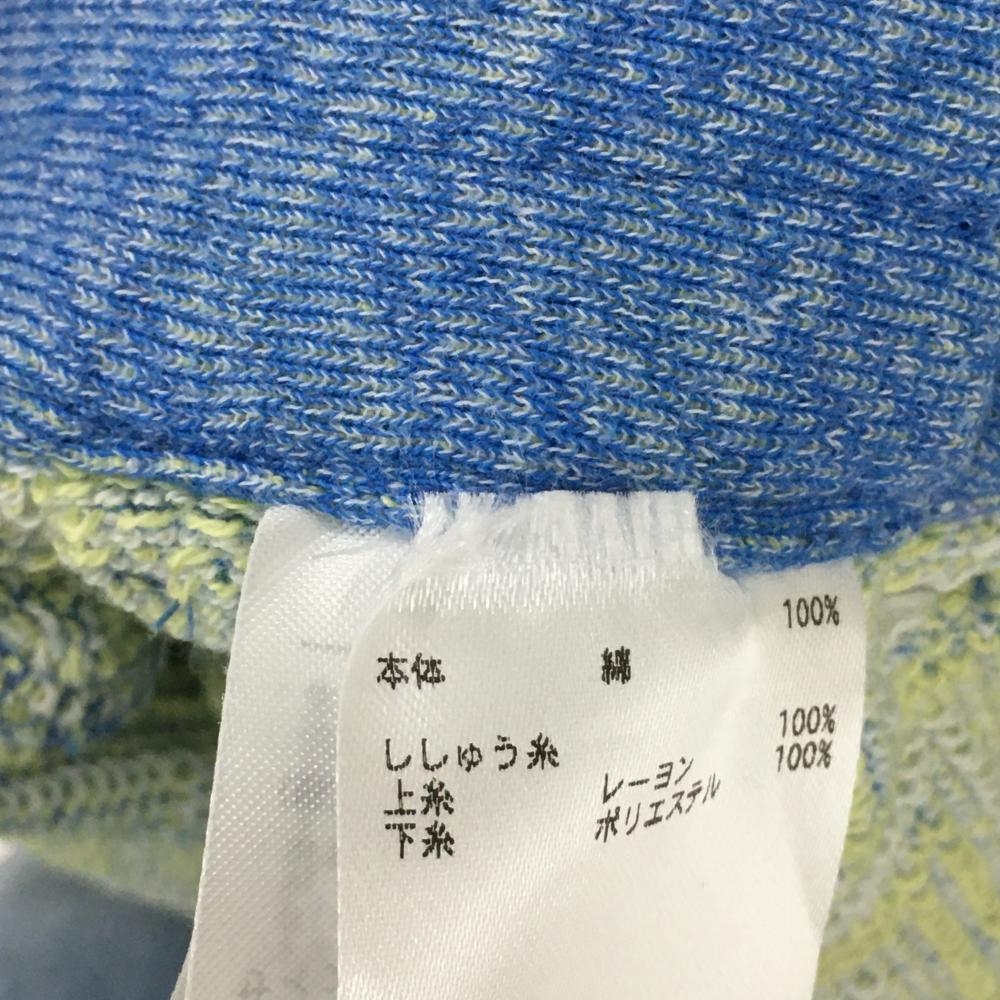 本体 綿 100%
ししゅう糸
上糸 レーヨン 100%
下糸 ポリエステル 100%